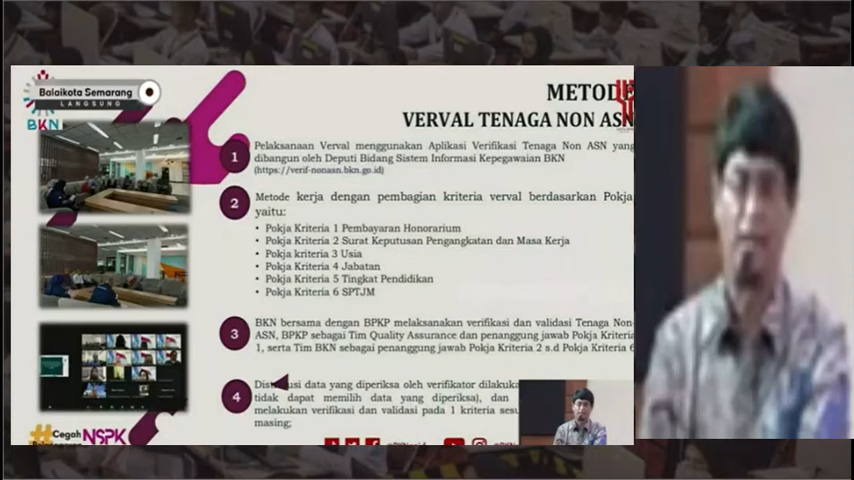 Balaikota Semarang
LANGSUNG
BKN
METODE
VERVAL TENAGA NON ASN
1
Pelaksanaan Verval menggunakan Aplikasi Verifikasi Tenaga Non ASN yang
dibangun oleh Deputi Bidang Sistem Informasi Kepegawaian BKN
(https://verif-nonasn.bkn.go.id)
2
Metode kerja dengan pembagian kriteria verval berdasarkan Pokja
yaitu:
• Pokja Kriteria 1 Pembayaran Honorarium
• Pokja Kriteria 2 Surat Keputusan Pengangkatan dan Masa Kerja
• Pokja kriteria 3 Usia
• Pokja Kriteria 4 Jabatan
• Pokja Kriteria 5 Tingkat Pendidikan
• Pokja Kriteria 6 SPTJM
3
BKN bersama dengan BPKP melaksanakan verifikasi dan validasi Tenaga Non-
ASN, BPKP sebagai Tim Quality Assurance dan penanggung jawab Pokja Kriteria
1, serta Tim BKN sebagai penanggung jawab Pokja Kriteria 2 s.d Pokja Kriteria 6
4
data yang diperiksa oleh verifikator
tidak dapat memilih data yang diperiksa), dan
melakukan verifikasi dan validasi pada 1 kriteria
masing;
#Cegah
NSPK